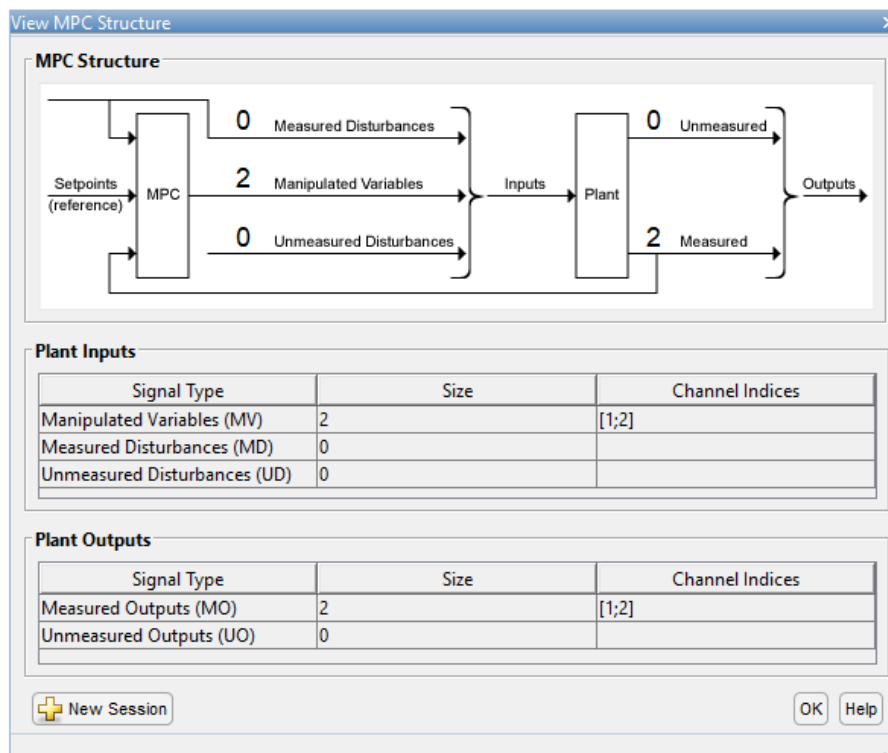 View MPC Structure
MPC Structure
0 Measured Disturbances
0 Unmeasured
Setpoints
(reference)
MPC
2 Manipulated Variables
Inputs
Plant
Outputs
0 Unmeasured Disturbances
2 Measured
Plant Inputs
Signal Type Size Channel Indices
Manipulated Variables (MV) 2 [1;2]
Measured Disturbances (MD) 0
Unmeasured Disturbances (UD) 0
Plant Outputs
Signal Type Size Channel Indices
Measured Outputs (MO) 2 [1;2]
Unmeasured Outputs (UO) 0
New Session OK Help